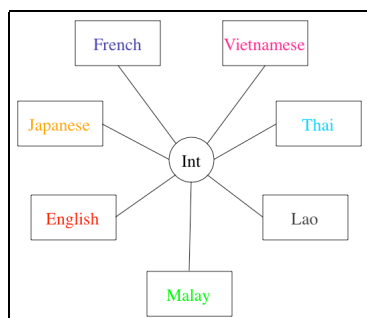 French
Vietnamese
Japanese
Thai
Int
English
Lao
Malay